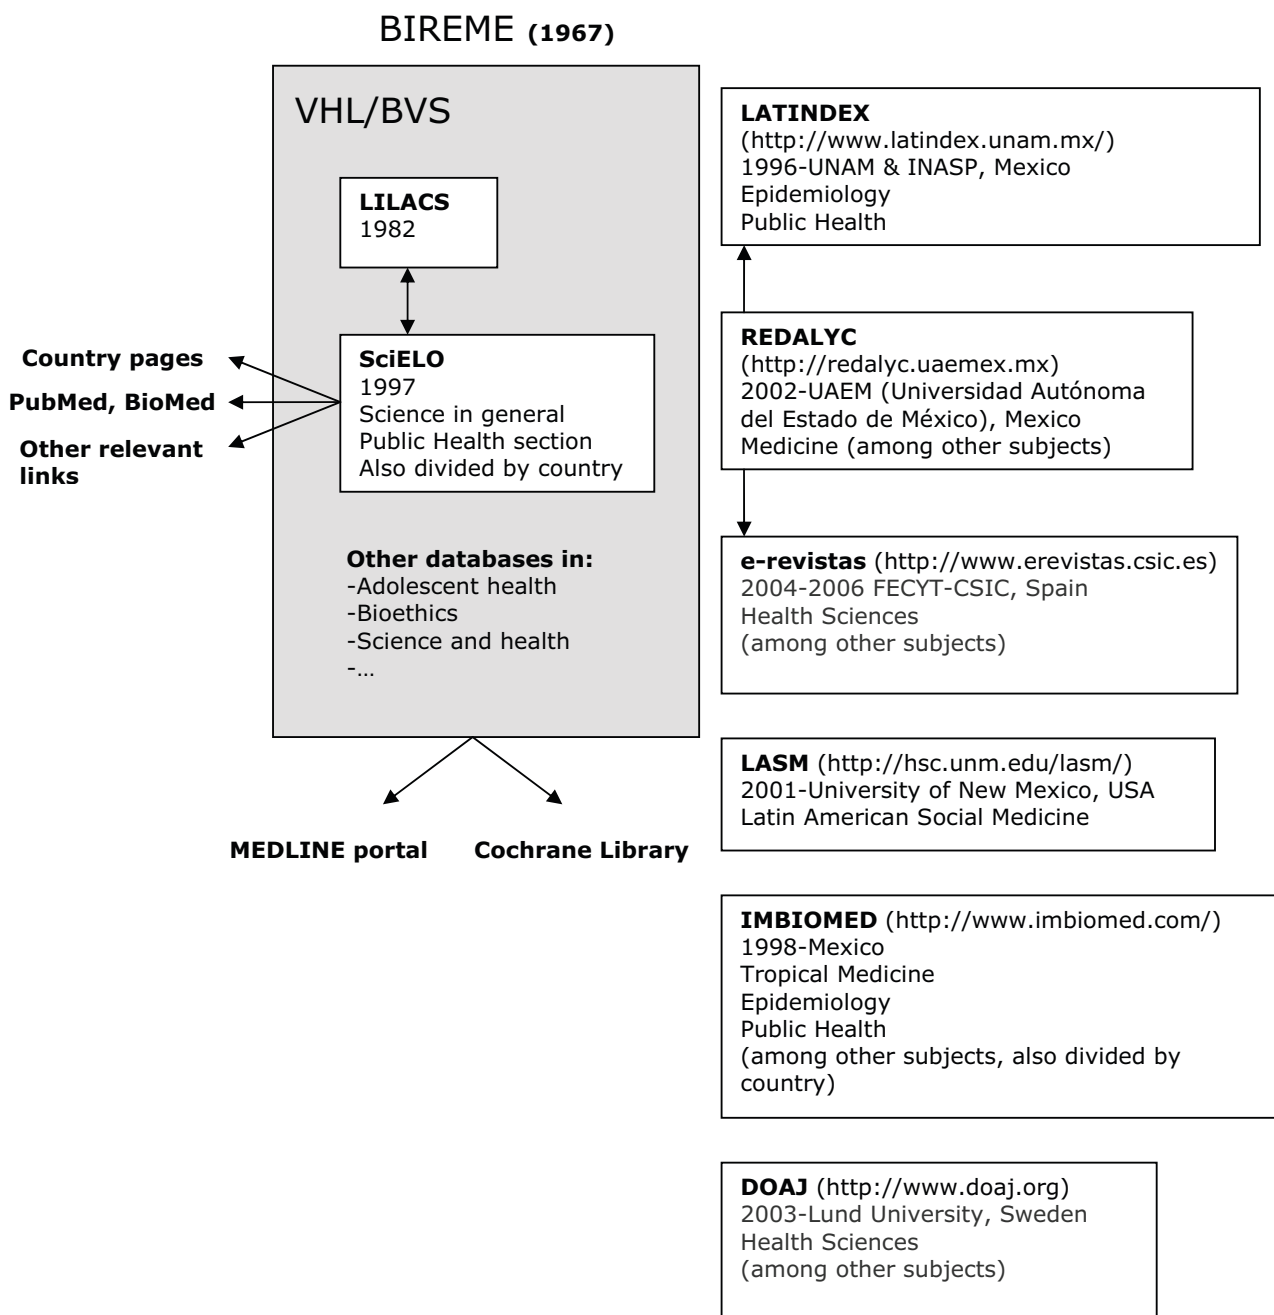 BIREME (1967)
VHL/BVS
LILACS
1982
SciELO
1997
Science in general
Public Health section
Also divided by country
Country pages
PubMed, BioMed
Other relevant
links
Other databases in:
-Adolescent health
-Bioethics
-Science and health
-…
MEDLINE portal
Cochrane Library
LATINDEX
(http://www.latindex.unam.mx/)
1996-UNAM & INASP, Mexico
Epidemiology
Public Health
REDALYC
(http://redalyc.uaemex.mx)
2002-UAEM (Universidad Autónoma
del Estado de México), Mexico
Medicine (among other subjects)
e-revistas (http://www.erevistas.csic.es)
2004-2006 FECYT-CSIC, Spain
Health Sciences
(among other subjects)
LASM (http://hsc.unm.edu/lasm/)
2001-University of New Mexico, USA
Latin American Social Medicine
IMBIOMED (http://www.imbiomed.com/)
1998-Mexico
Tropical Medicine
Epidemiology
Public Health
(among other subjects, also divided by
country)
DOAJ (http://www.doaj.org)
2003-Lund University, Sweden
Health Sciences
(among other subjects)